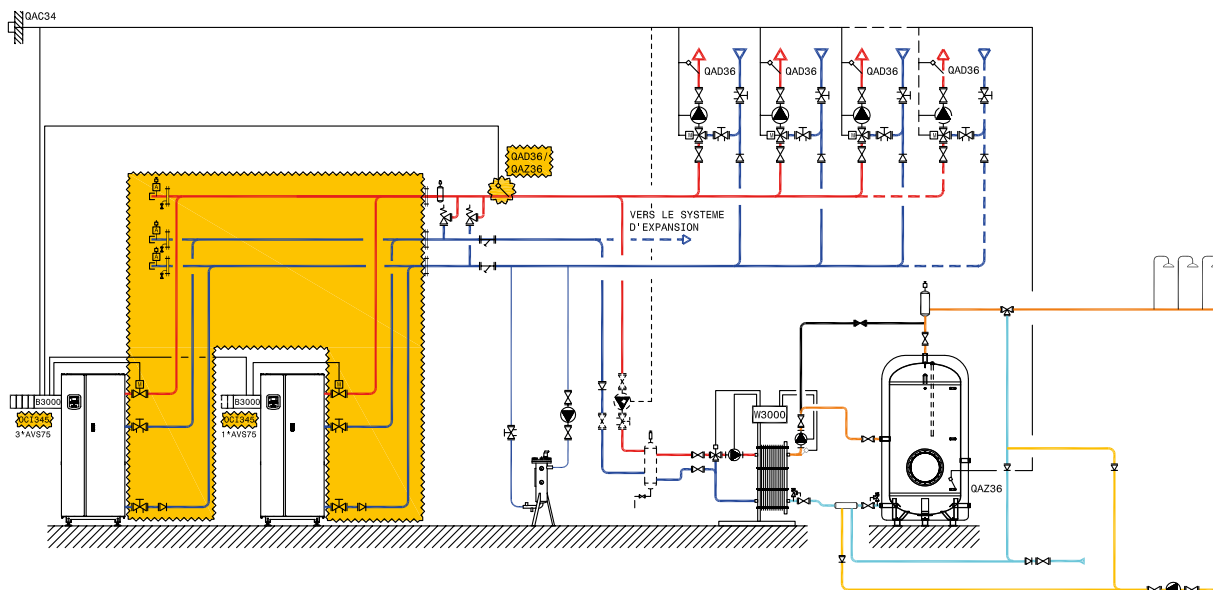 QAC34
QAD36
QAD36
QAD36
QAD36
QAD36/
QAZ36
VERS LE SYSTEME
D'EXPANSION
B3000
OCI345
3*AVS75
B3000
OCI345
1*AVS75
W3000
QAZ36
M
M
M
M
M
M